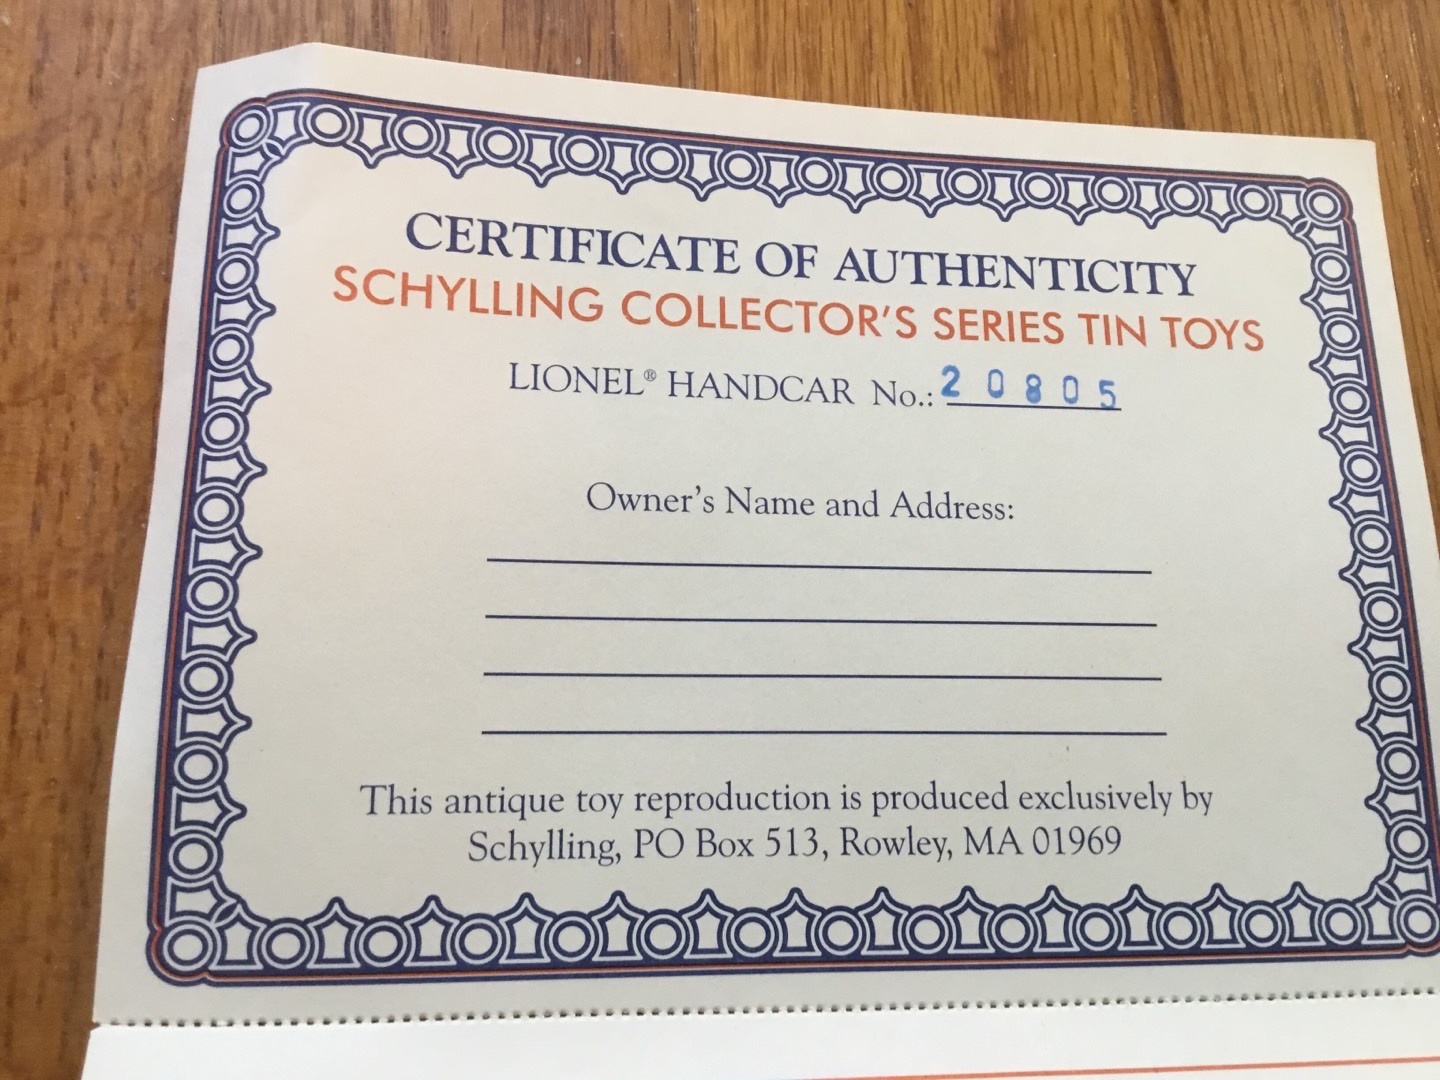 CERTIFICATE OF AUTHENTICITY
SCHYLLING COLLECTOR'S SERIES TIN TOYS
LIONEL® HANDCAR No.: 20805
Owner's Name and Address:
This antique toy reproduction is produced exclusively by
Schylling, PO Box 513, Rowley, MA 01969